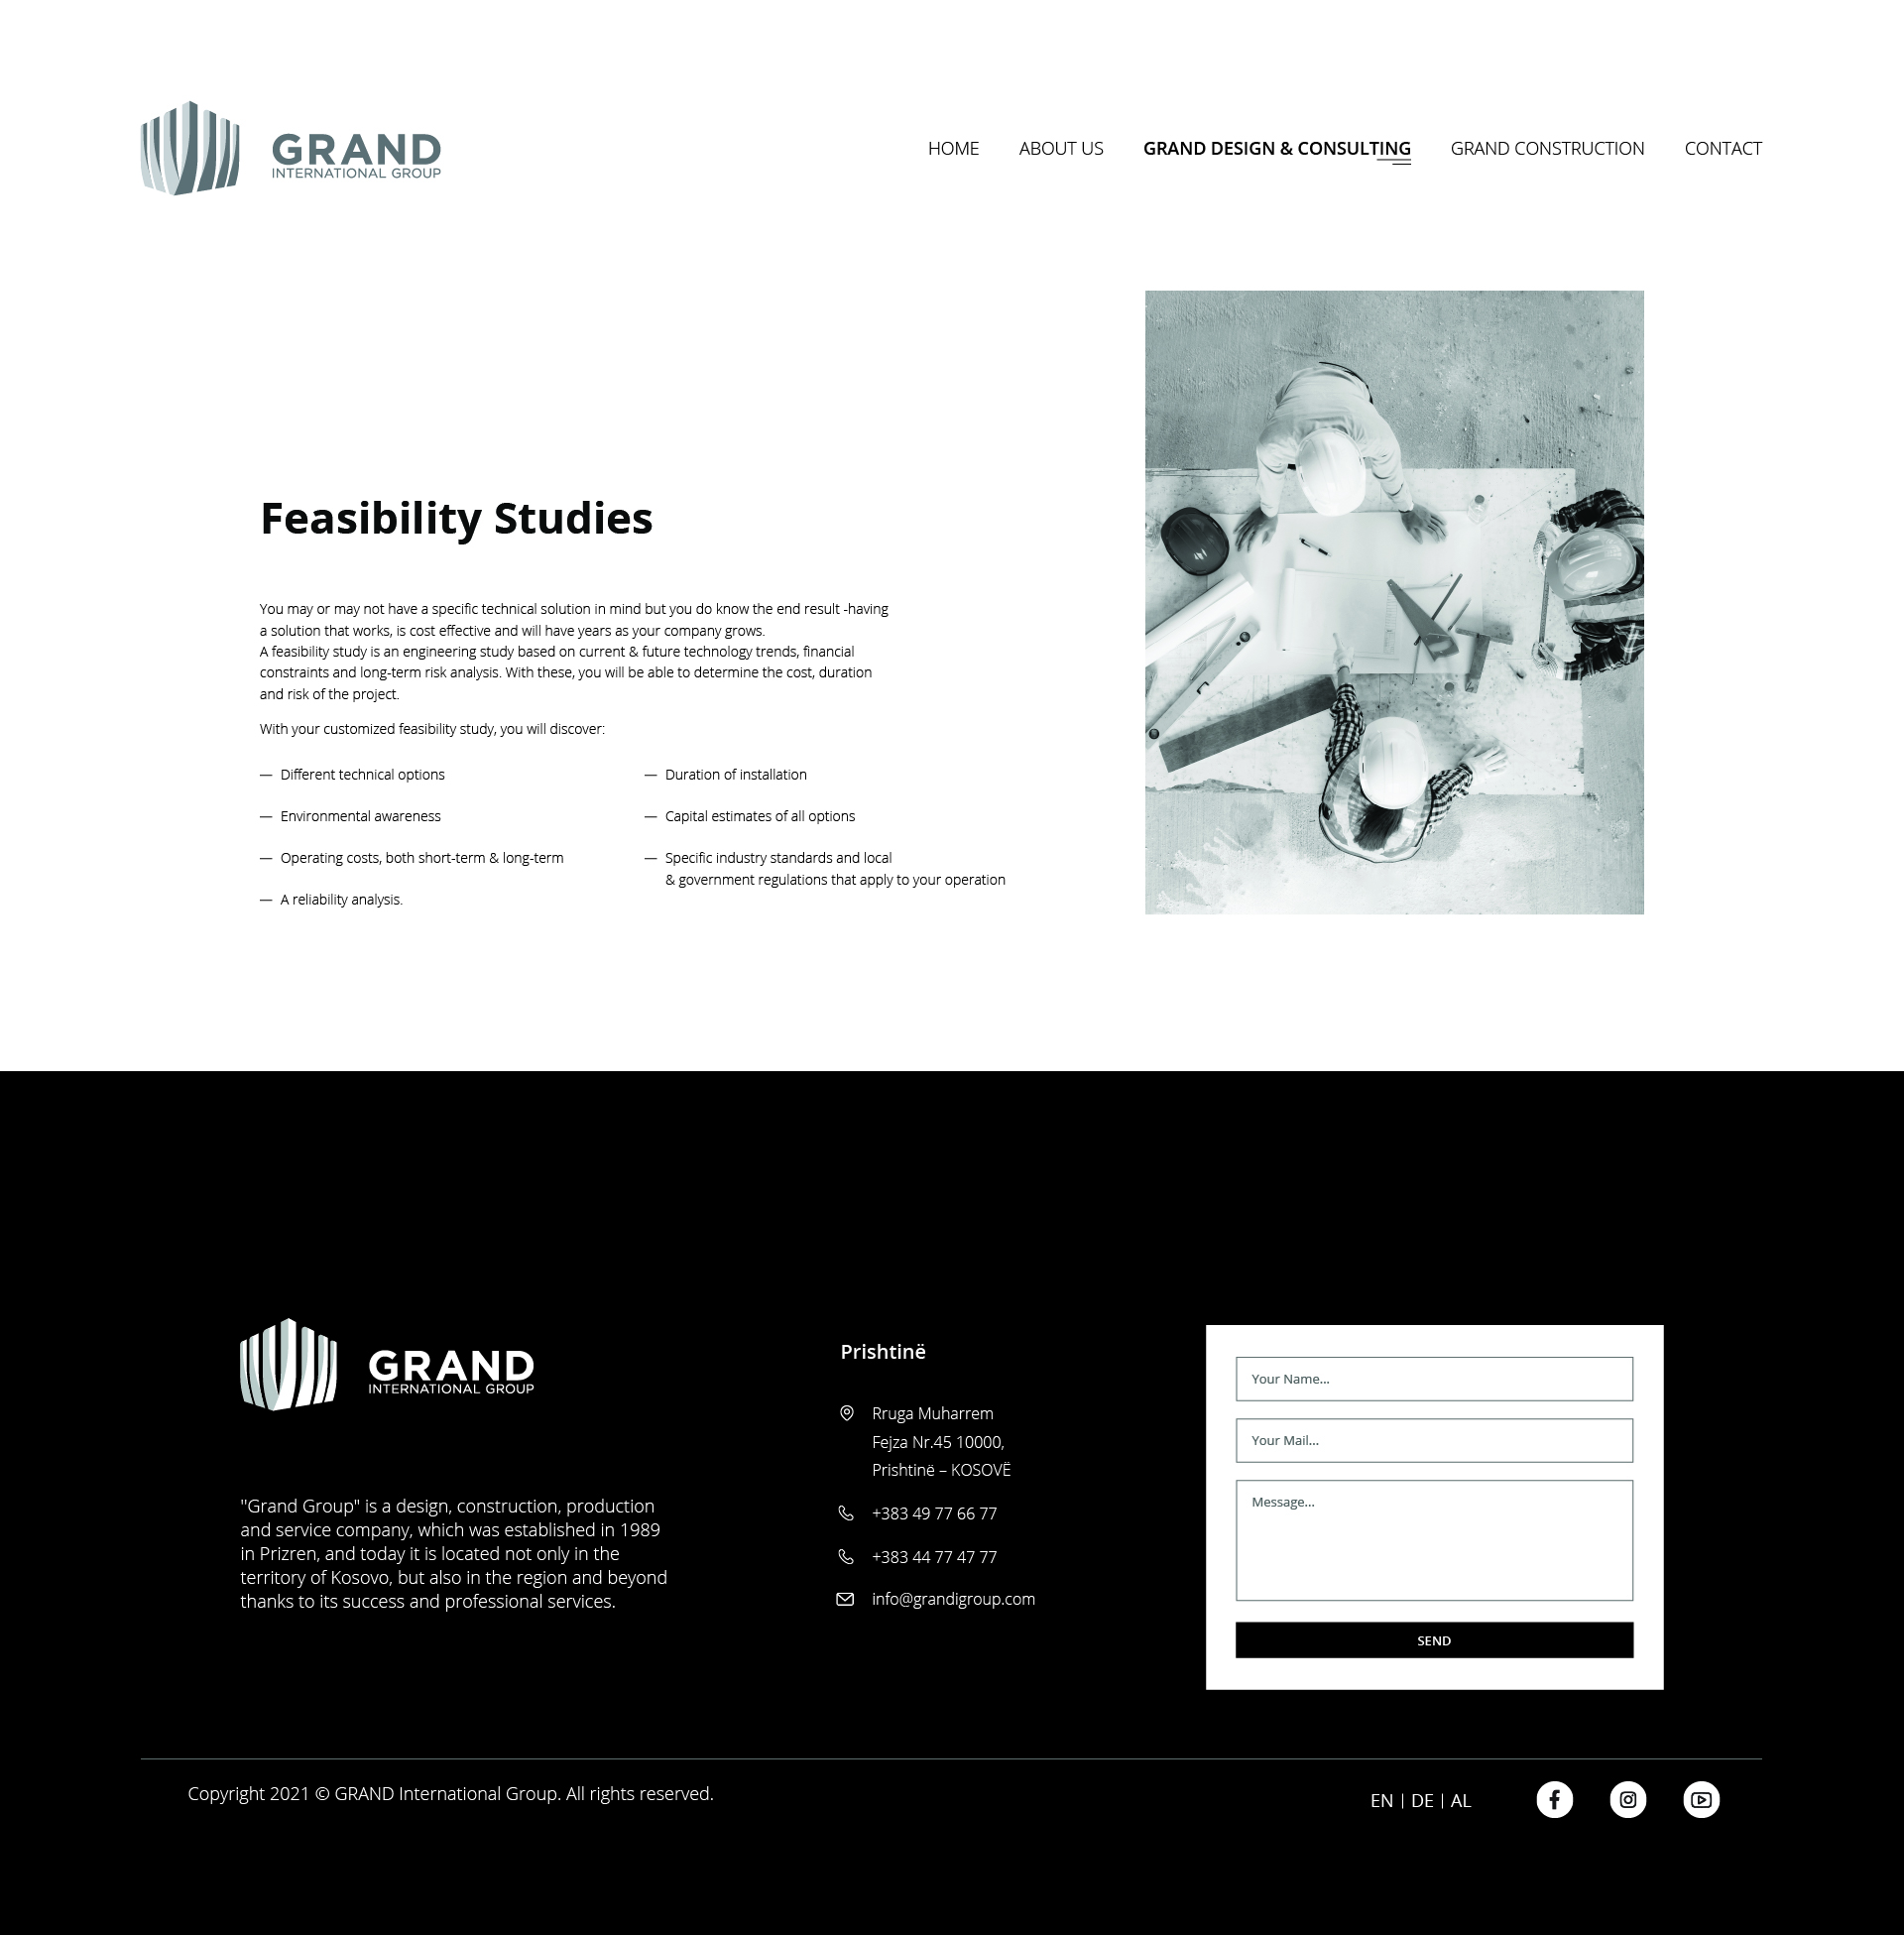 GRAND
INTERNATIONAL GROUP
HOME
ABOUT US
GRAND DESIGN & CONSULTING
GRAND CONSTRUCTION
CONTACT
Feasibility Studies
You may or may not have a specific technical solution in mind but you do know the end result -having
a solution that works, is cost effective and will have years as your company grows.
A feasibility study is an engineering study based on current & future technology trends, financial
constraints and long-term risk analysis. With these, you will be able to determine the cost, duration
and risk of the project.
With your customized feasibility study, you will discover:
— Different technical options
— Environmental awareness
— Operating costs, both short-term & long-term
— A reliability analysis.
— Duration of installation
— Capital estimates of all options
— Specific industry standards and local
& government regulations that apply to your operation
GRAND
INTERNATIONAL GROUP
"Grand Group" is a design, construction, production
and service company, which was established in 1989
in Prizren, and today it is located not only in the
territory of Kosovo, but also in the region and beyond
thanks to its success and professional services.
Prishtinë
Rruga Muharrem
Fejza Nr.45 10000,
Prishtinë – KOSOVË
+383 49 77 66 77
+383 44 77 47 77
info@grandigroup.com
Your Name...
Your Mail...
Message...
SEND
Copyright 2021 © GRAND International Group. All rights reserved.
EN | DE | AL